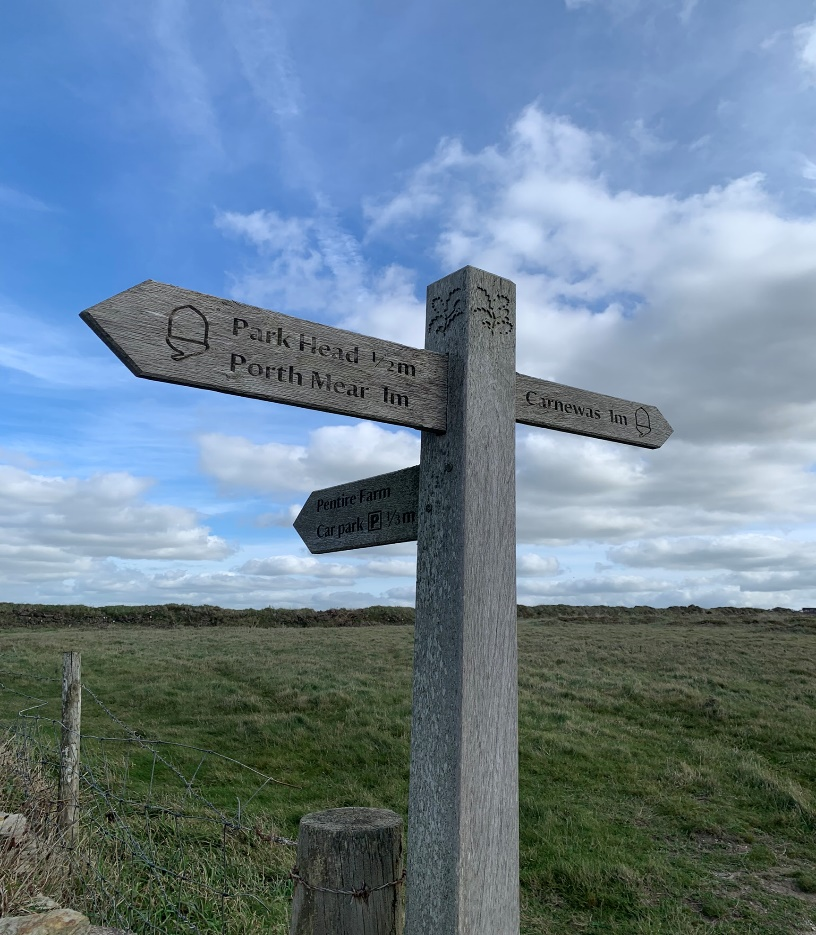 Park Head ½m
Porth Mear 1m
Carnewas 1m
Pentire Farm
Car park P ⅓m